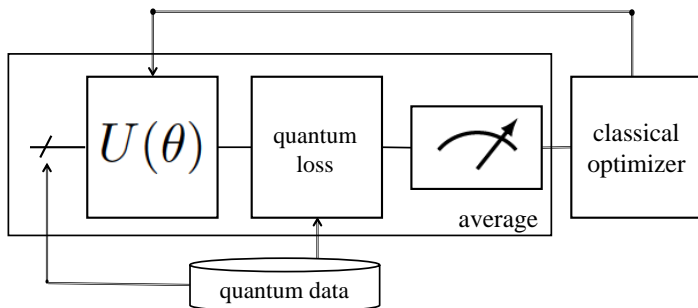 U(θ)
quantum
loss
classical
optimizer
average
quantum data